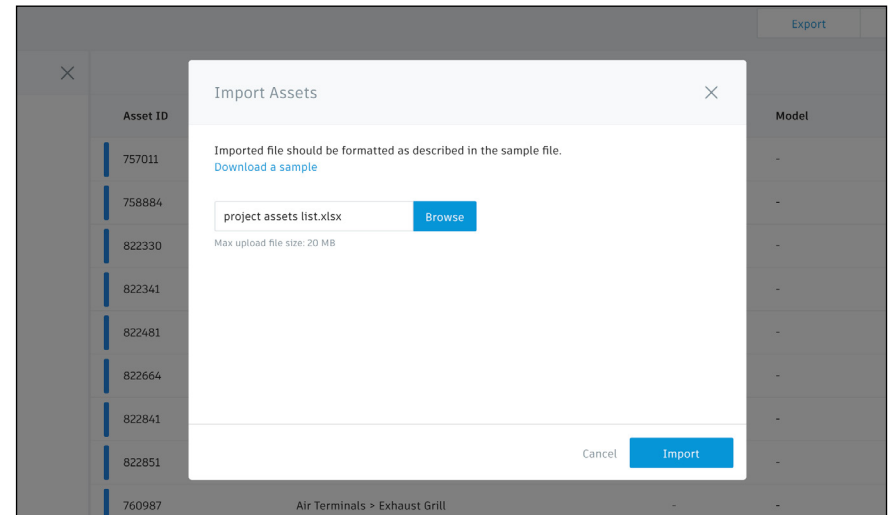 Export
Import Assets
Asset ID
Model
Imported file should be formatted as described in the sample file.
Download a sample
757011
-
758884
-
project assets list.xlsx Browse
Max upload file size: 20 MB
822330
-
822341
-
822481
-
822664
-
822841
-
Cancel Import
822851
-
760987 Air Terminals > Exhaust Grill - -